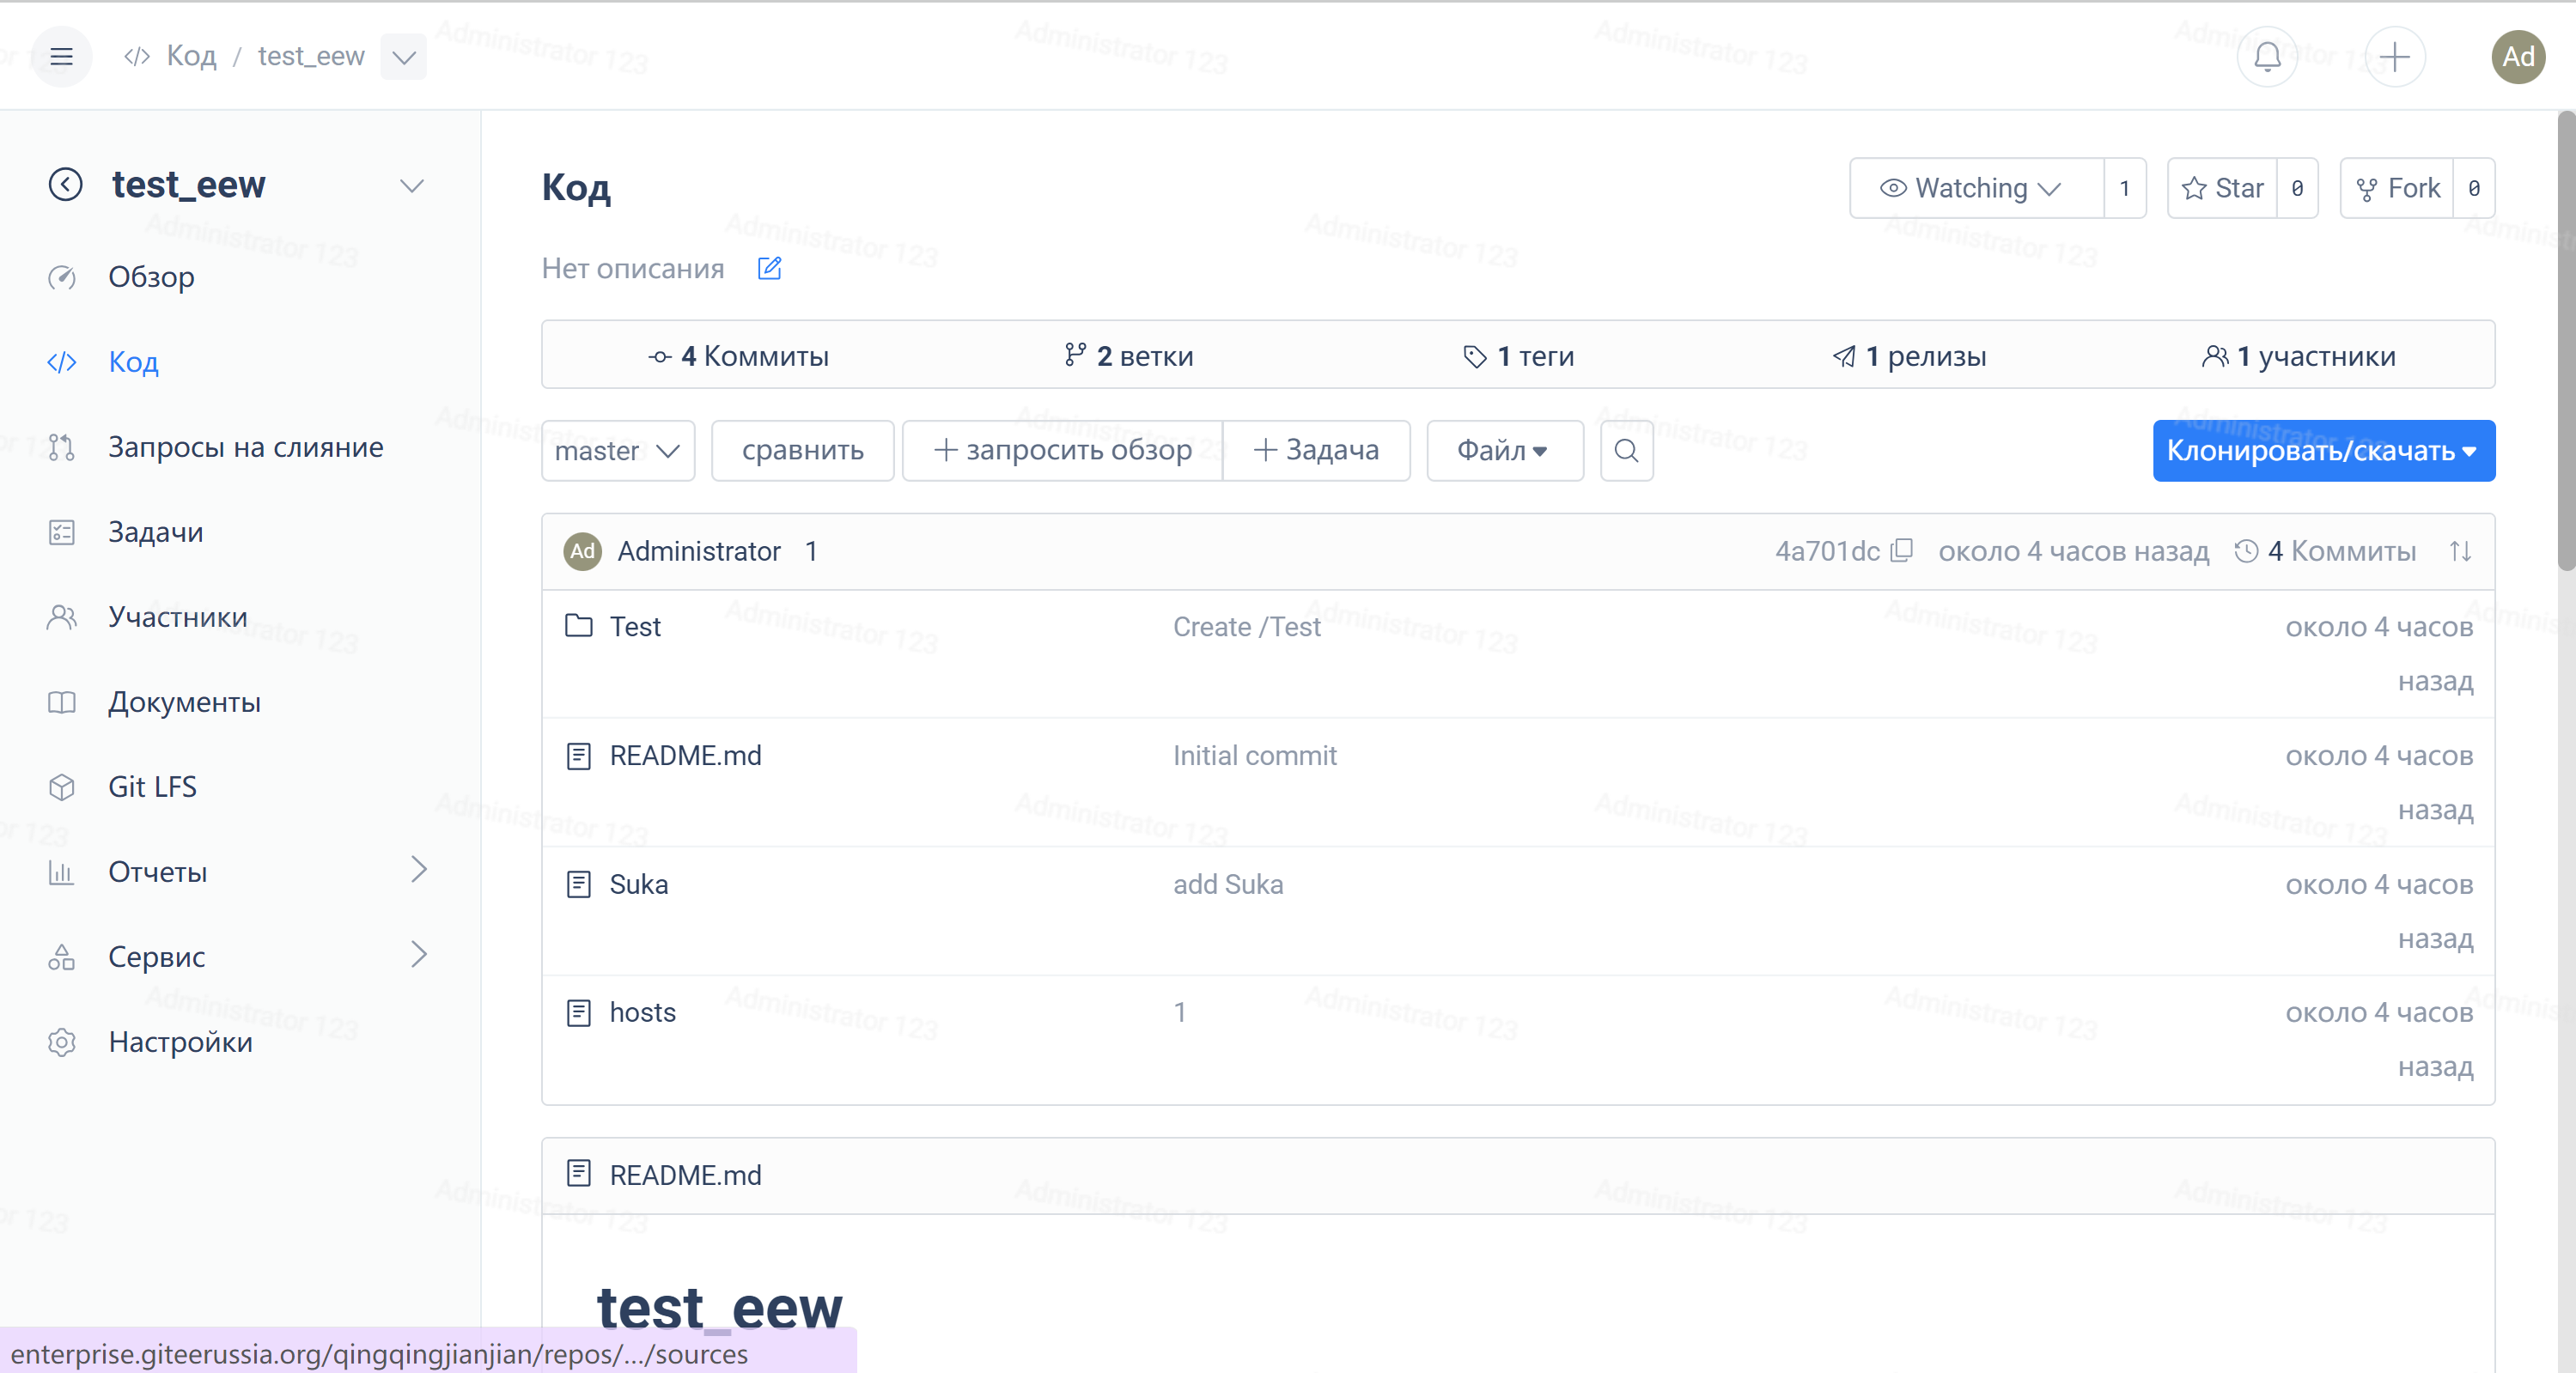 Код / test_eew
Ad
test_eew
Обзор
Код
Запросы на слияние
Задачи
Участники
Документы
Git LFS
Отчеты
Сервис
Настройки
Код
Watching 1
Star 0
Fork 0
Нет описания
4 Коммиты
2 ветки
1 теги
1 релизы
1 участники
master
сравнить
запросить обзор
Задача
Файл
Клонировать/скачать
Ad Administrator 1
4a701dc около 4 часов назад 4 Коммиты
Test Create /Test около 4 часов
назад
README.md Initial commit около 4 часов
назад
Suka add Suka около 4 часов
назад
hosts 1 около 4 часов
назад
README.md
test_eew
enterprise.giteerussia.org/qingqingjianjian/repos/.../sources
Administrator 123